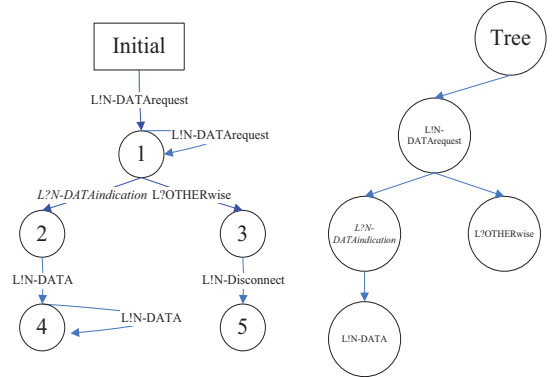 Initial
L!N-DATArequest
L!N-DATArequest
1
L?N-DATAindication L?OTHERwise
2
3
L!N-DATA
L!N-Disconnect
4
L!N-DATA
5
Tree
L!N-
DATArequest
L?N-
DATAindication
L?OTHERwise
L!N-DATA